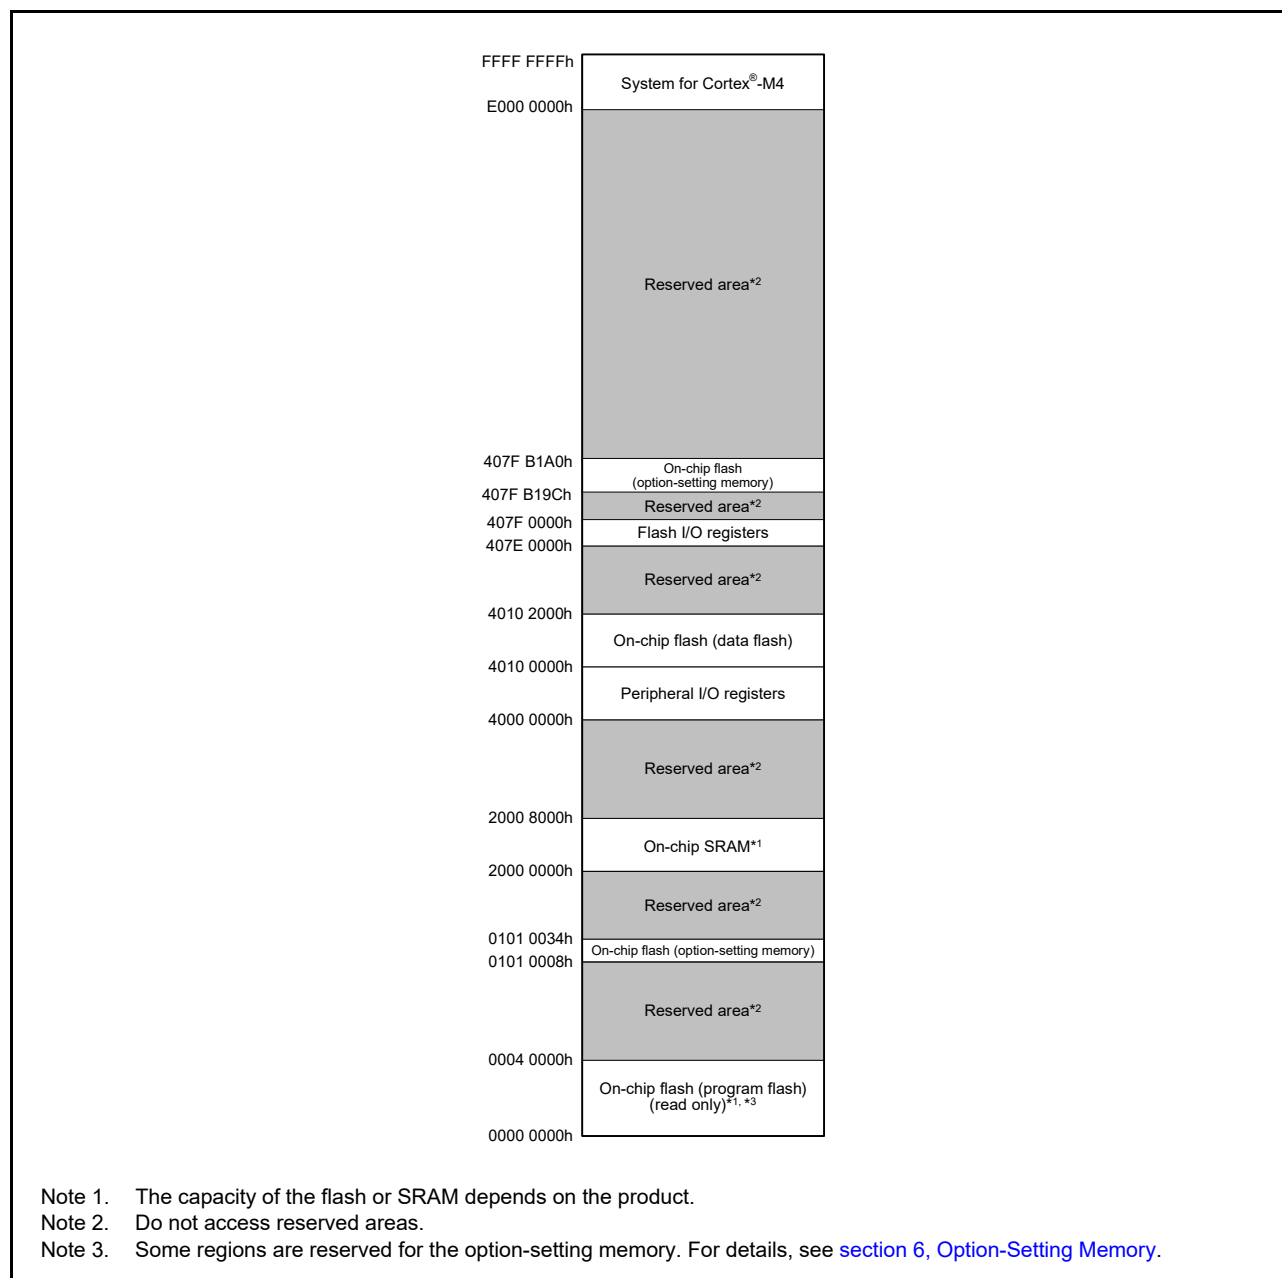 FFFF FFFFh
System for Cortex®-M4
E000 0000h
Reserved area*2
407F B1A0h
On-chip flash
(option-setting memory)
407F B19Ch
Reserved area*2
407F 0000h
Flash I/O registers
407E 0000h
Reserved area*2
4010 2000h
On-chip flash (data flash)
4010 0000h
Peripheral I/O registers
4000 0000h
Reserved area*2
2000 8000h
On-chip SRAM*1
2000 0000h
Reserved area*2
0101 0034h
On-chip flash (option-setting memory)
0101 0008h
Reserved area*2
0004 0000h
On-chip flash (program flash)
(read only)*1, *3
0000 0000h
Note 1. The capacity of the flash or SRAM depends on the product.
Note 2. Do not access reserved areas.
Note 3. Some regions are reserved for the option-setting memory. For details, see section 6, Option-Setting Memory.